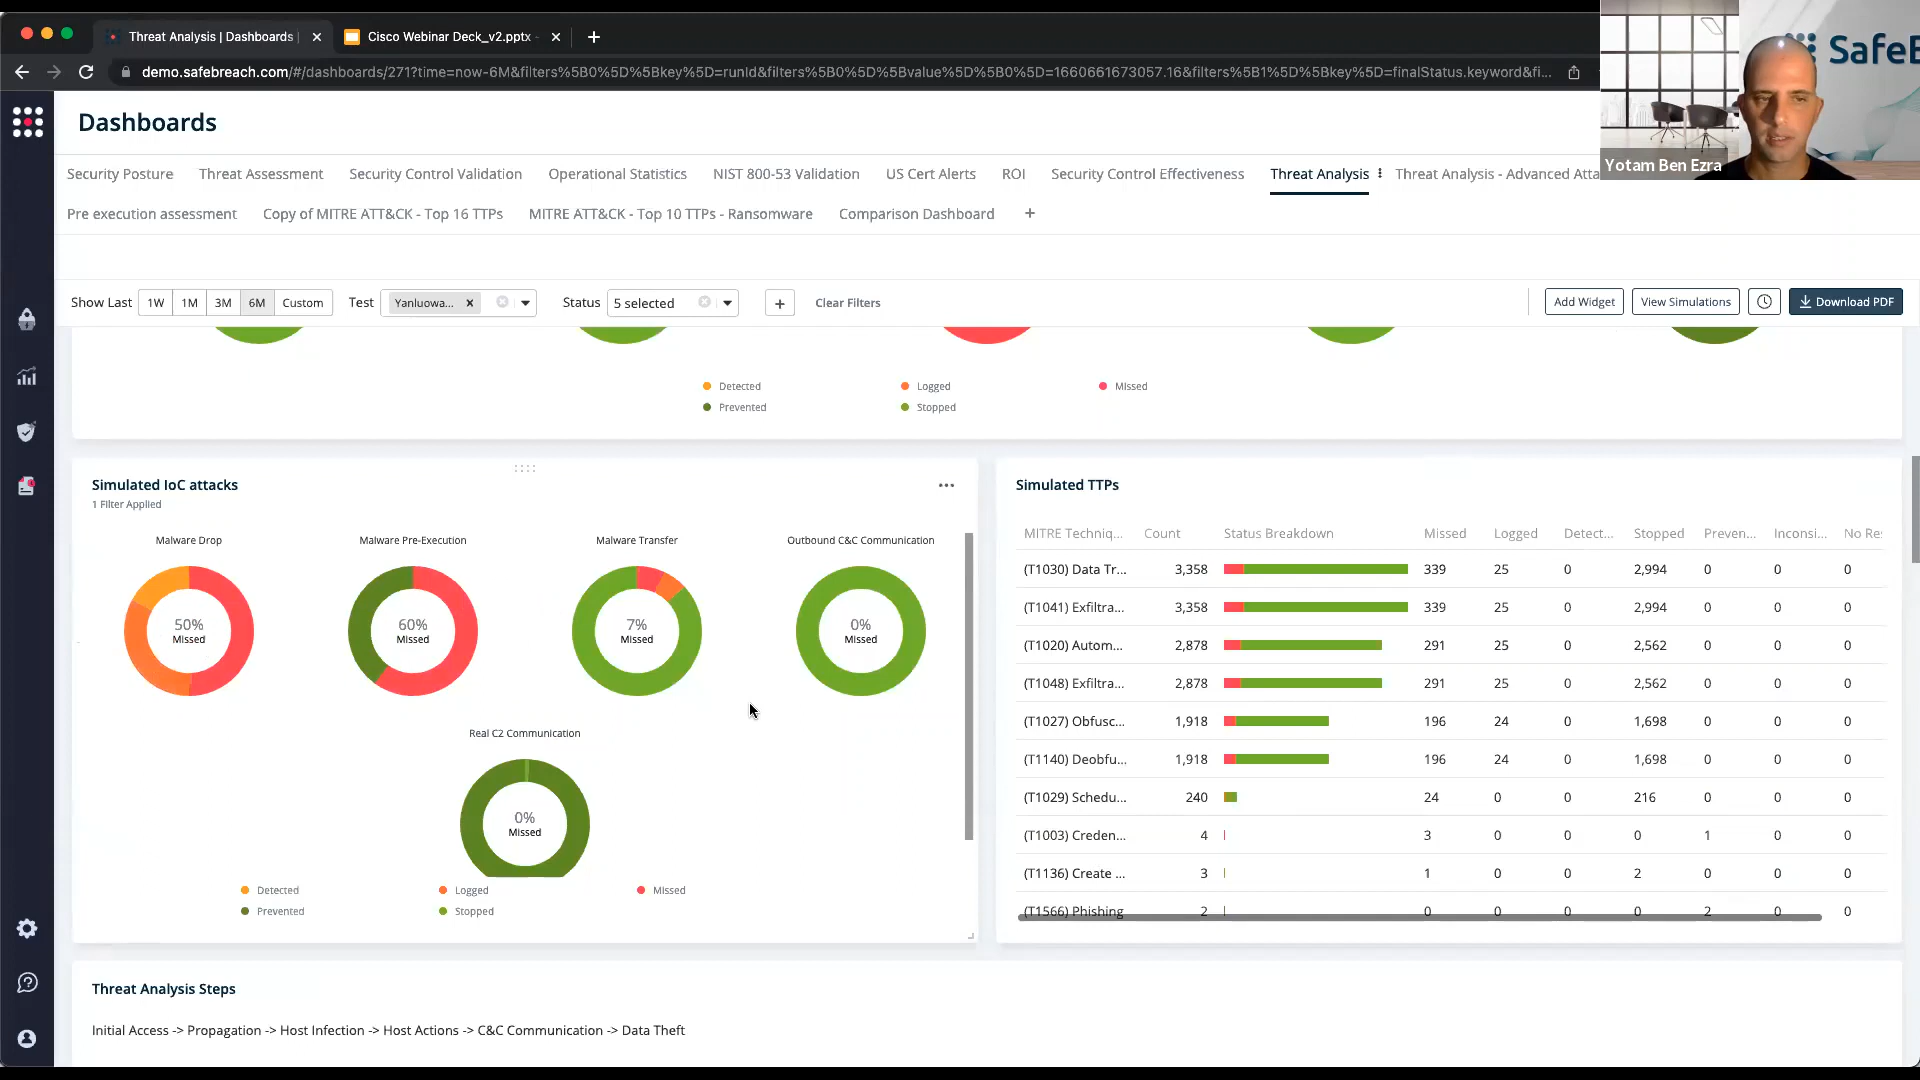 Threat Analysis | Dashboards |
Cisco Webinar Deck_v2.pptx -
demo.safebreach.com/#/dashboards/271?time=now-6M&filters%5B0%5D%5Bkey%5D=runId&filters%5B0%5D%5Bvalue%5D%5B0%5D=1660661673057.16&filters%5B1%5D%5Bkey%5D=finalStatus.keyword&fi...
SafeB
Yotam Ben Ezra
Dashboards
Security Posture Threat Assessment Security Control Validation Operational Statistics NIST 800-53 Validation US Cert Alerts ROI Security Control Effectiveness Threat Analysis Threat Analysis - Advanced Atta
Pre execution assessment Copy of MITRE ATT&CK - Top 16 TTPs MITRE ATT&CK - Top 10 TTPs - Ransomware Comparison Dashboard +
Show Last 1W 1M 3M 6M Custom Test Yanluowa... Status 5 selected + Clear Filters Add Widget View Simulations Download PDF
Detected Logged Missed
Prevented Stopped
Simulated IoC attacks
1 Filter Applied
Malware Drop Malware Pre-Execution Malware Transfer Outbound C&C Communication
50% 60% 7% 0%
Missed Missed Missed Missed
Real C2 Communication
0%
Missed
Detected Logged Missed
Prevented Stopped
Simulated TTPs
MITRE Techniq... Count Status Breakdown Missed Logged Detect... Stopped Preven... Inconsi... No Re
(T1030) Data Tr... 3,358 339 25 0 2,994 0 0 0
(T1041) Exfiltra... 3,358 339 25 0 2,994 0 0 0
(T1020) Autom... 2,878 291 25 0 2,562 0 0 0
(T1048) Exfiltra... 2,878 291 25 0 2,562 0 0 0
(T1027) Obfusc... 1,918 196 24 0 1,698 0 0 0
(T1140) Deobfu... 1,918 196 24 0 1,698 0 0 0
(T1029) Schedu... 240 24 0 0 216 0 0 0
(T1003) Creden... 4 3 0 0 0 1 0 0
(T1136) Create ... 3 1 0 0 2 0 0 0
(T1566) Phishing 2 0 0 0 0 2 0 0
Threat Analysis Steps
Initial Access -> Propagation -> Host Infection -> Host Actions -> C&C Communication -> Data Theft